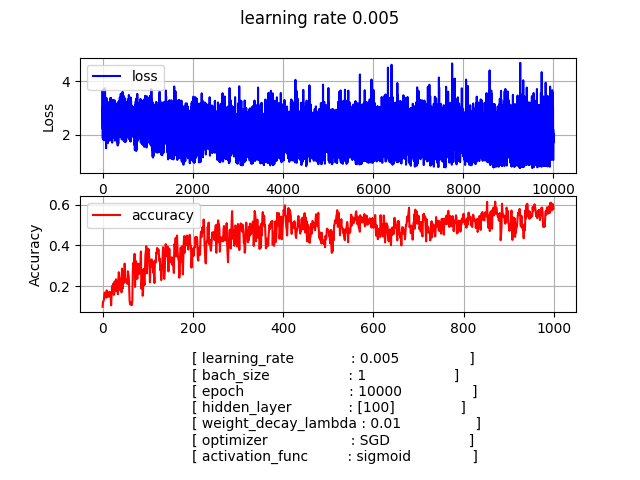 learning rate 0.005
4
2
Loss
loss
0 2000 4000 6000 8000 10000
0.6
0.4
0.2
Accuracy
accuracy
0 200 400 600 800 1000
[ learning_rate : 0.005 ]
[ bach_size : 1 ]
[ epoch : 10000 ]
[ hidden_layer : [100] ]
[ weight_decay_lambda : 0.01 ]
[ optimizer : SGD ]
[ activation_func : sigmoid ]